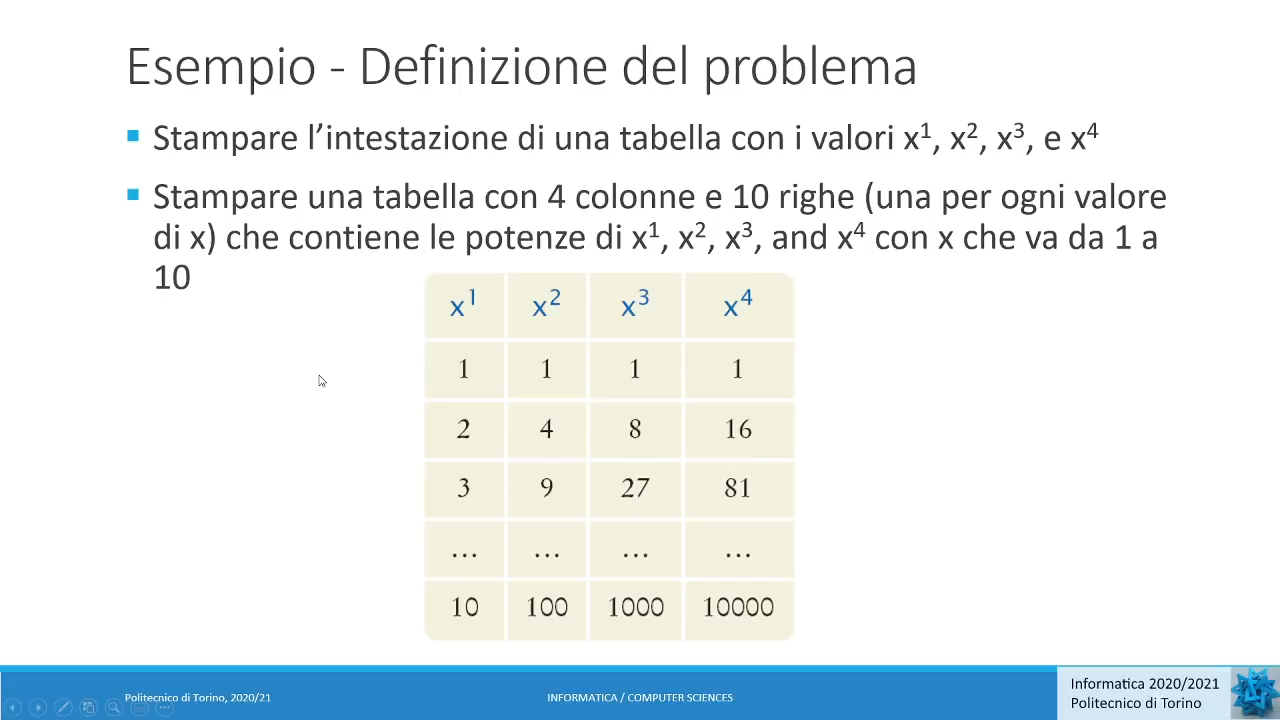 Esempio - Definizione del problema
Stampare l’intestazione di una tabella con i valori x¹, x², x³, e x⁴
Stampare una tabella con 4 colonne e 10 righe (una per ogni valore
di x) che contiene le potenze di x¹, x², x³, and x⁴ con x che va da 1 a
10
x¹ x² x³ x⁴
1 1 1 1
2 4 8 16
3 9 27 81
... ... ... ...
10 100 1000 10000
Politecnico di Torino, 2020/21
INFORMATICA / COMPUTER SCIENCES
Informatica 2020/2021
Politecnico di Torino